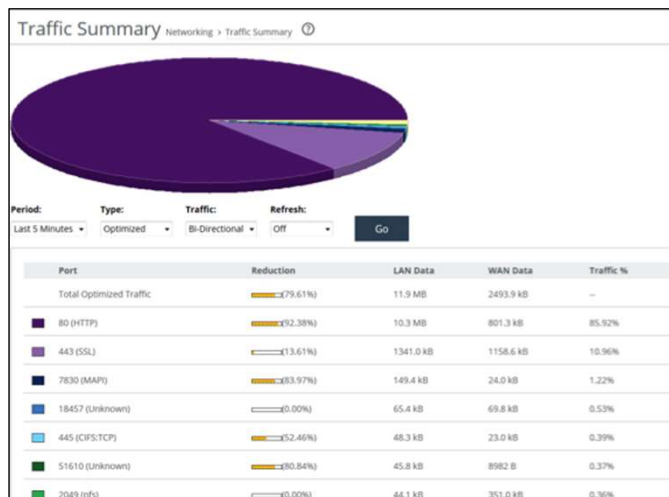 Traffic Summary Networking › Traffic Summary ?
Period: Type: Traffic: Refresh:
Last 5 Minutes Optimized Bi-Directional Off Go
Port Reduction LAN Data WAN Data Traffic %
Total Optimized Traffic (79.61%) 11.9 MB 2493.9 kB --
80 (HTTP) (92.38%) 10.3 MB 801.3 kB 85.92%
443 (SSL) (13.61%) 1341.0 kB 1158.6 kB 10.96%
7830 (MAPI) (83.97%) 149.4 kB 24.0 kB 1.22%
18457 (Unknown) (0.00%) 65.4 kB 69.8 kB 0.53%
445 (CIFS:TCP) (52.46%) 48.3 kB 23.0 kB 0.39%
51610 (Unknown) (80.84%) 45.8 kB 8982 B 0.37%
2049 (nfs) (0.00%) 44.1 kB 351.0 kB 0.36%